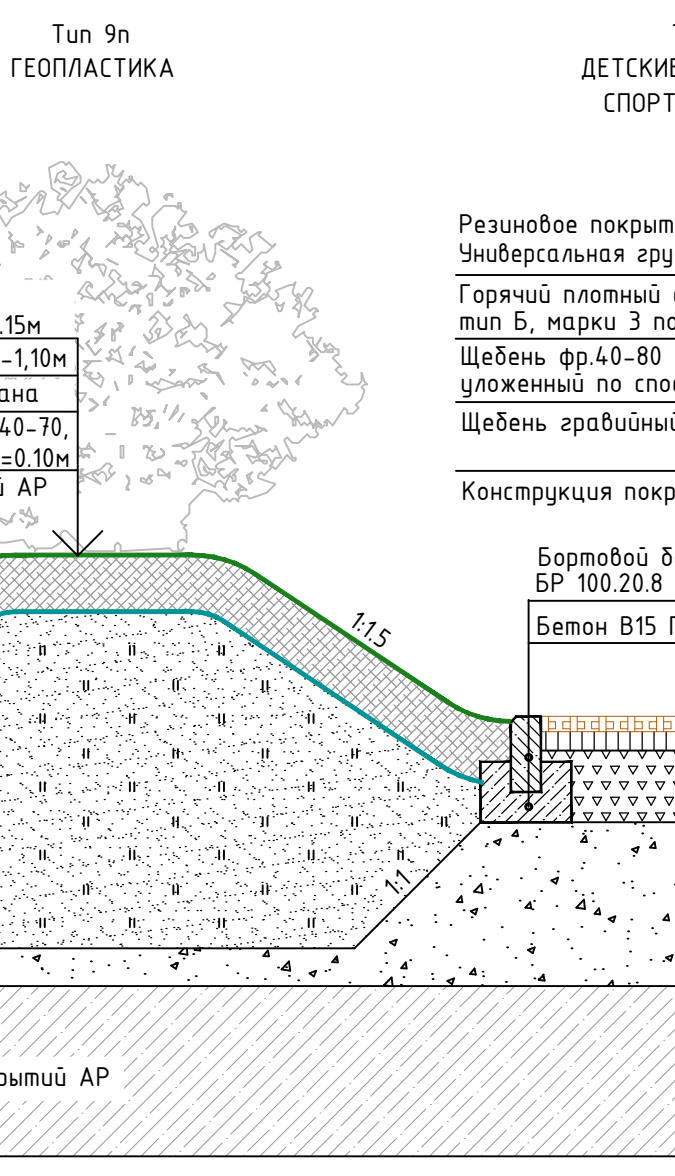 Тип 9п
ГЕОПЛАСТИКА
ДЕТСКИЕ
СПОРТ
.15м
-1,10м
ана
40-70,
=0.10м
й АР
Резиновое покрыт
Универсальная гру
Горячий плотный
тип Б, марки 3 по
Щебень фр.40-80
уложенный по спос
Щебень гравийный
Конструкция покр
Бортовой б
БР 100.20.8
Бетон В15 П
1:1.5
1:1
рытий АР